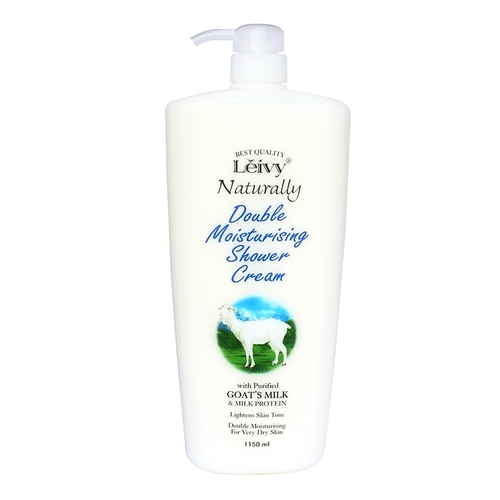 BEST QUALITY
Lěivy®
Naturally
Double
Moisturising
Shower
Cream
with Purified
GOAT'S MILK
& MILK PROTEIN
Lightens Skin Tone
Double Moisturising
For Very Dry Skin
1150 ml